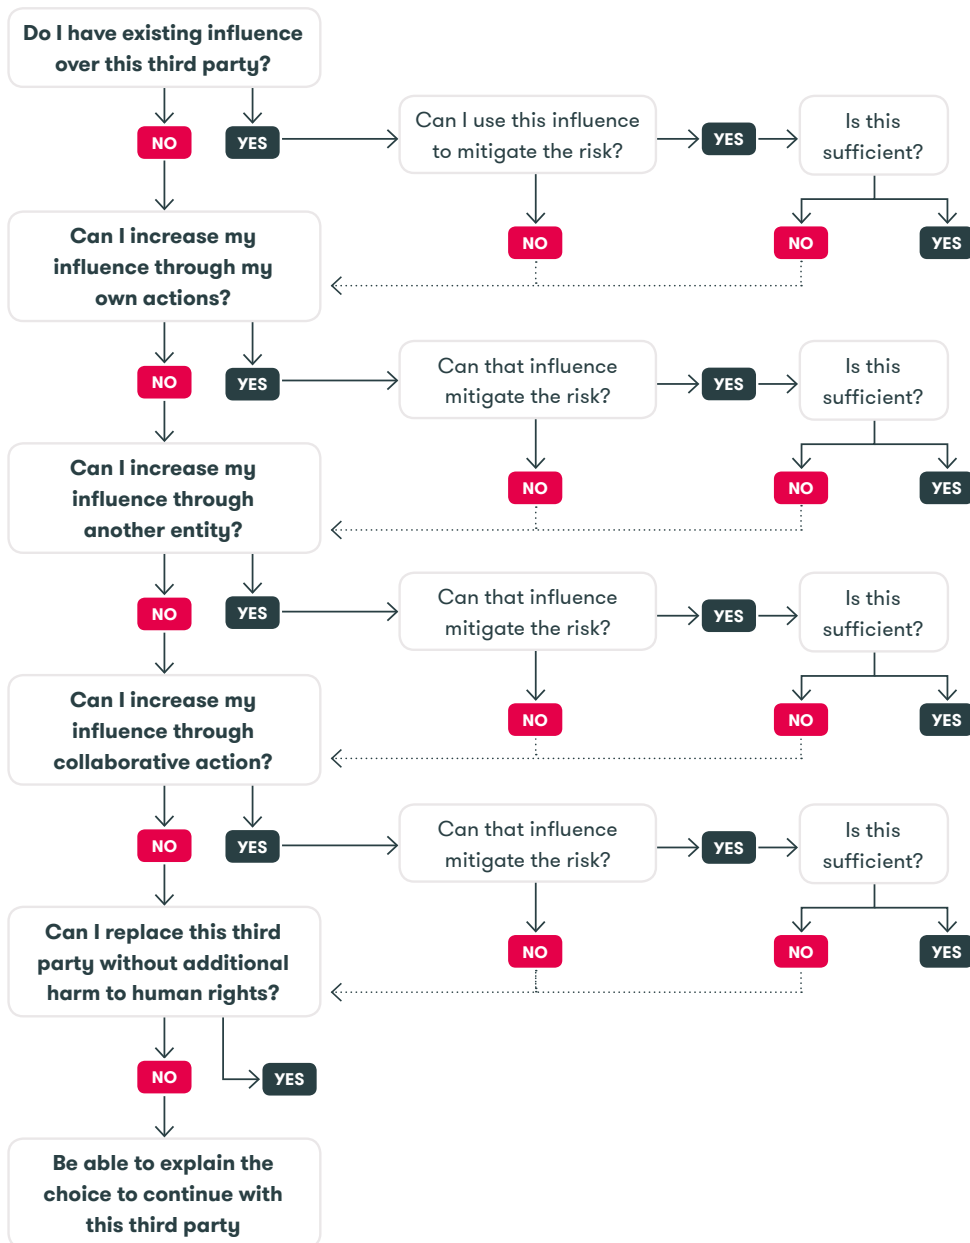 Do I have existing influence
over this third party?
NO
YES
Can I use this influence
to mitigate the risk?
YES
Is this
sufficient?
NO
NO
YES
Can I increase my
influence through my
own actions?
NO
YES
Can that influence
mitigate the risk?
YES
Is this
sufficient?
NO
NO
YES
Can I increase my
influence through
another entity?
NO
YES
Can that influence
mitigate the risk?
YES
Is this
sufficient?
NO
NO
YES
Can I increase my
influence through
collaborative action?
NO
YES
Can that influence
mitigate the risk?
YES
Is this
sufficient?
NO
NO
YES
Can I replace this third
party without additional
harm to human rights?
NO
YES
Be able to explain the
choice to continue with
this third party